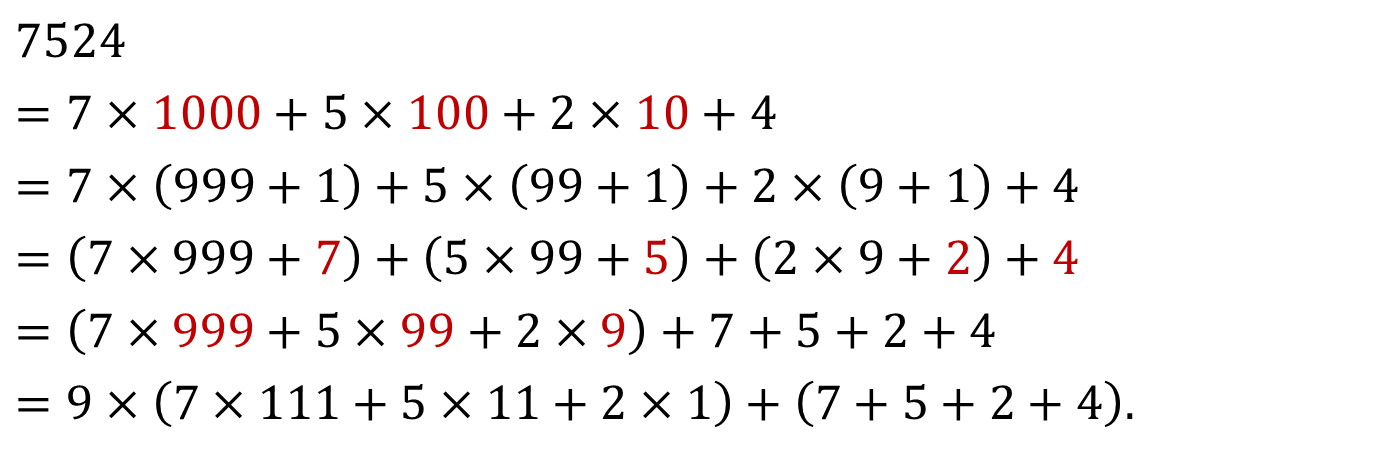 7524
= 7 × 1000 + 5 × 100 + 2 × 10 + 4
= 7 × (999 + 1) + 5 × (99 + 1) + 2 × (9 + 1) + 4
= (7 × 999 + 7) + (5 × 99 + 5) + (2 × 9 + 2) + 4
= (7 × 999 + 5 × 99 + 2 × 9) + 7 + 5 + 2 + 4
= 9 × (7 × 111 + 5 × 11 + 2 × 1) + (7 + 5 + 2 + 4).